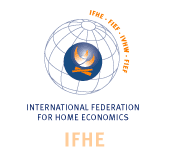 IFHE - FIEF - IVHW - FIEF
INTERNATIONAL FEDERATION
FOR HOME ECONOMICS
IFHE